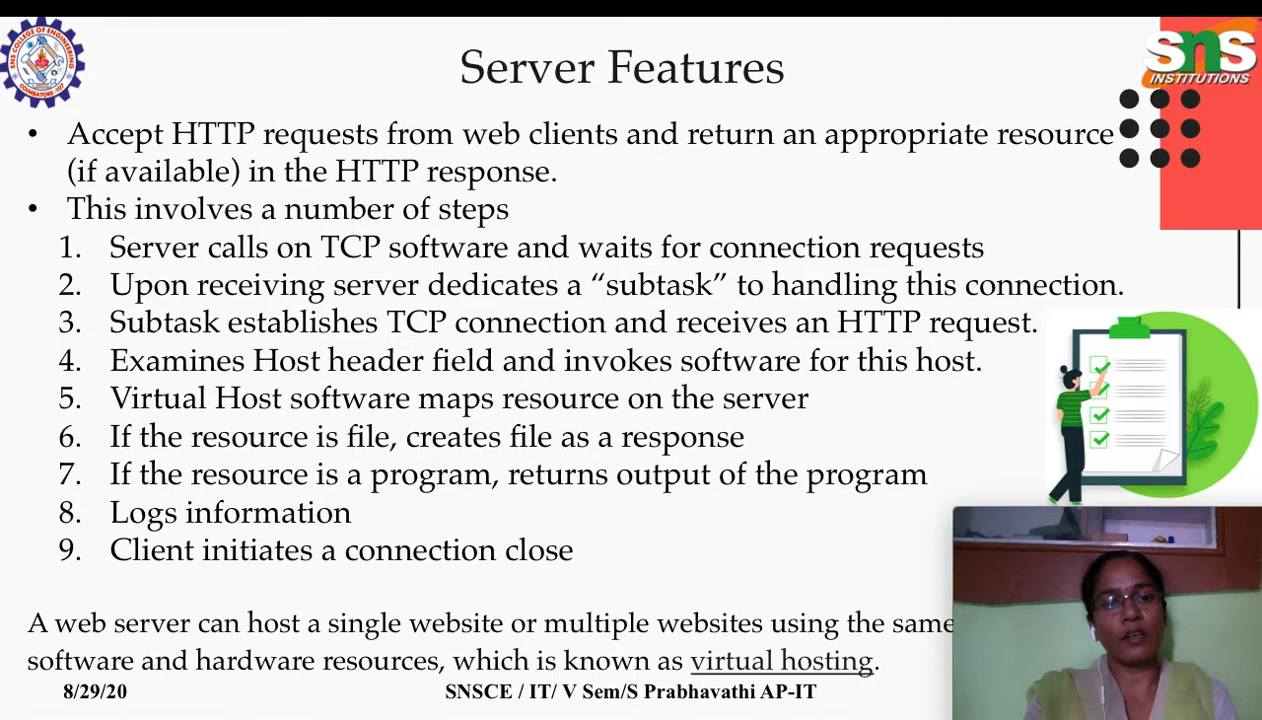 Server Features
SNS COLLEGE OF ENGINEERING
COIMBATORE - 107
sns
INSTITUTIONS
• Accept HTTP requests from web clients and return an appropriate resource
(if available) in the HTTP response.
• This involves a number of steps
1. Server calls on TCP software and waits for connection requests
2. Upon receiving server dedicates a “subtask” to handling this connection.
3. Subtask establishes TCP connection and receives an HTTP request.
4. Examines Host header field and invokes software for this host.
5. Virtual Host software maps resource on the server
6. If the resource is file, creates file as a response
7. If the resource is a program, returns output of the program
8. Logs information
9. Client initiates a connection close
A web server can host a single website or multiple websites using the same
software and hardware resources, which is known as virtual hosting.
8/29/20
SNSCE / IT/ V Sem/S Prabhavathi AP-IT